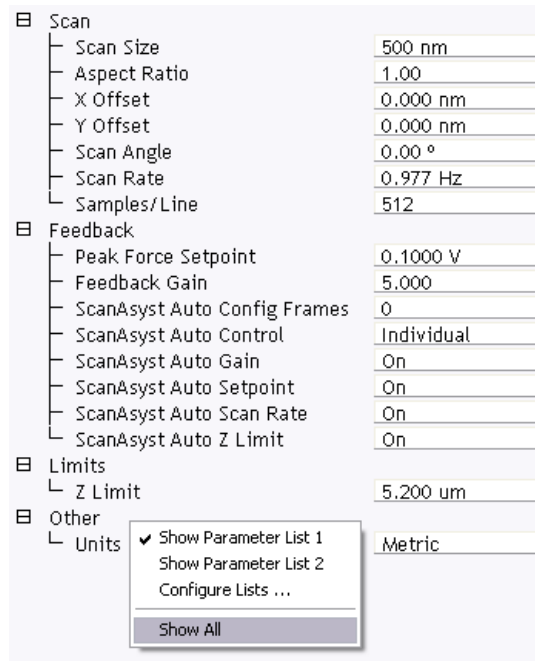 Scan
Scan Size 500 nm
Aspect Ratio 1.00
X Offset 0.000 nm
Y Offset 0.000 nm
Scan Angle 0.00 º
Scan Rate 0.977 Hz
Samples/Line 512
Feedback
Peak Force Setpoint 0.1000 V
Feedback Gain 5.000
ScanAsyst Auto Config Frames 0
ScanAsyst Auto Control Individual
ScanAsyst Auto Gain On
ScanAsyst Auto Setpoint On
ScanAsyst Auto Scan Rate On
ScanAsyst Auto Z Limit On
Limits
Z Limit 5.200 um
Other
Units Metric
✓ Show Parameter List 1
Show Parameter List 2
Configure Lists ...
Show All